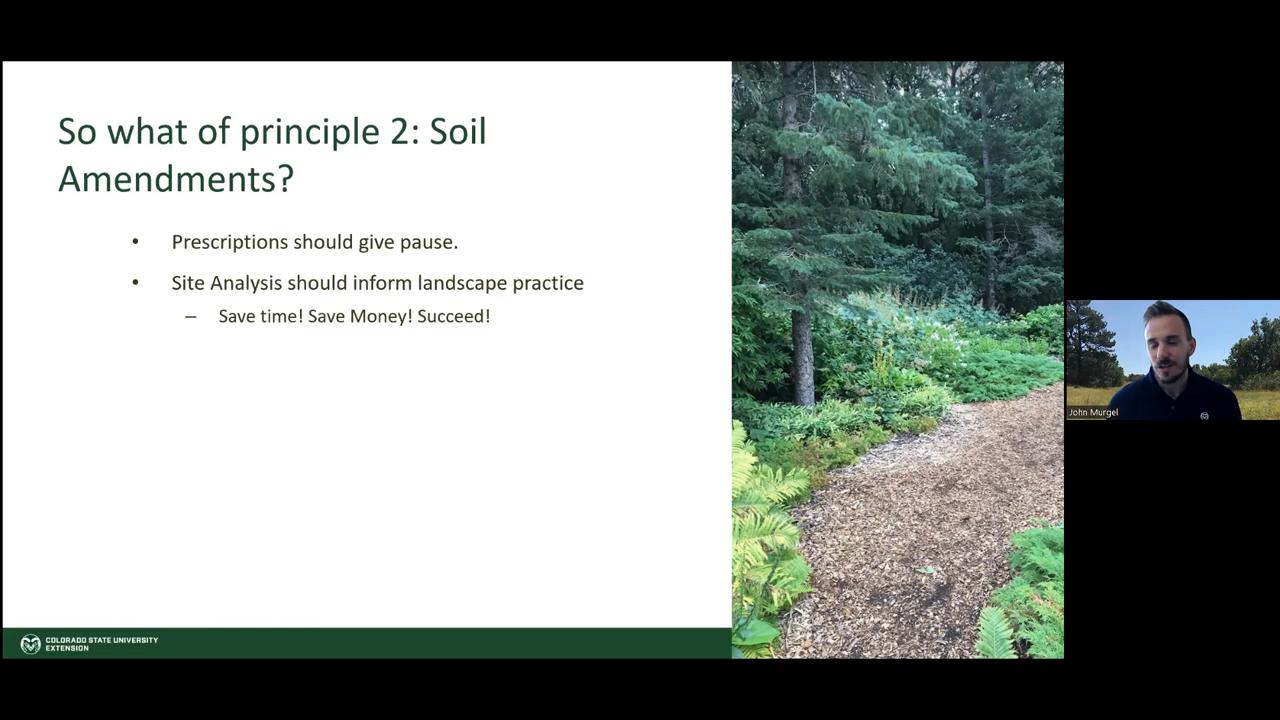 So what of principle 2: Soil
Amendments?
• Prescriptions should give pause.
• Site Analysis should inform landscape practice
– Save time! Save Money! Succeed!
John Murgel
COLORADO STATE UNIVERSITY
EXTENSION